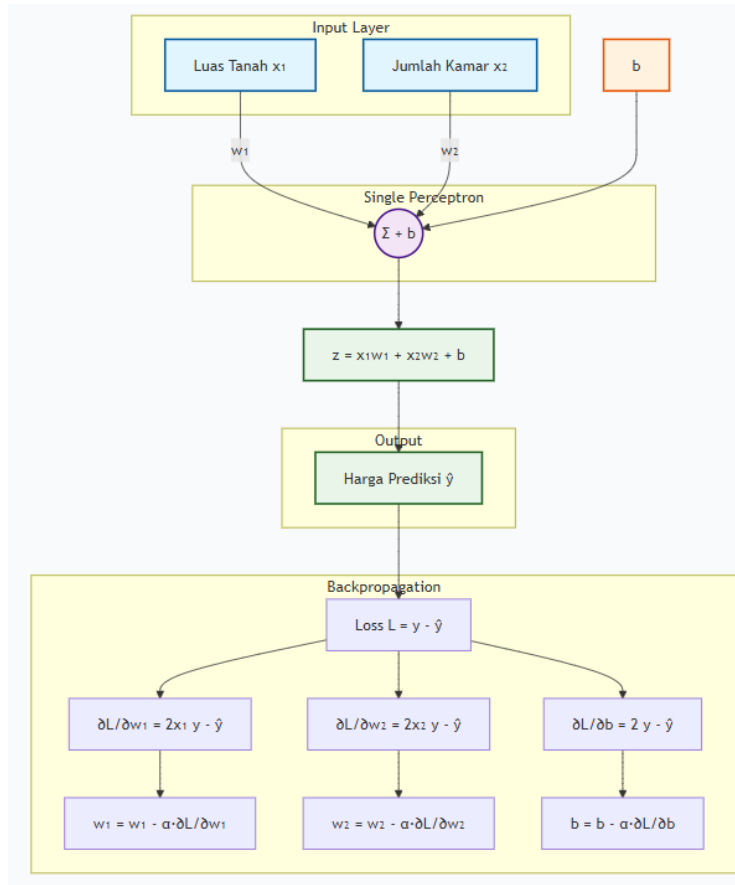 Input Layer
Luas Tanah x₁
Jumlah Kamar x₂
b
w₁
w₂
Single Perceptron
Σ + b
z = x₁w₁ + x₂w₂ + b
Output
Harga Prediksi ŷ
Backpropagation
Loss L = y - ŷ
∂L/∂w₁ = 2x₁ y - ŷ
∂L/∂w₂ = 2x₂ y - ŷ
∂L/∂b = 2 y - ŷ
w₁ = w₁ - α·∂L/∂w₁
w₂ = w₂ - α·∂L/∂w₂
b = b - α·∂L/∂b